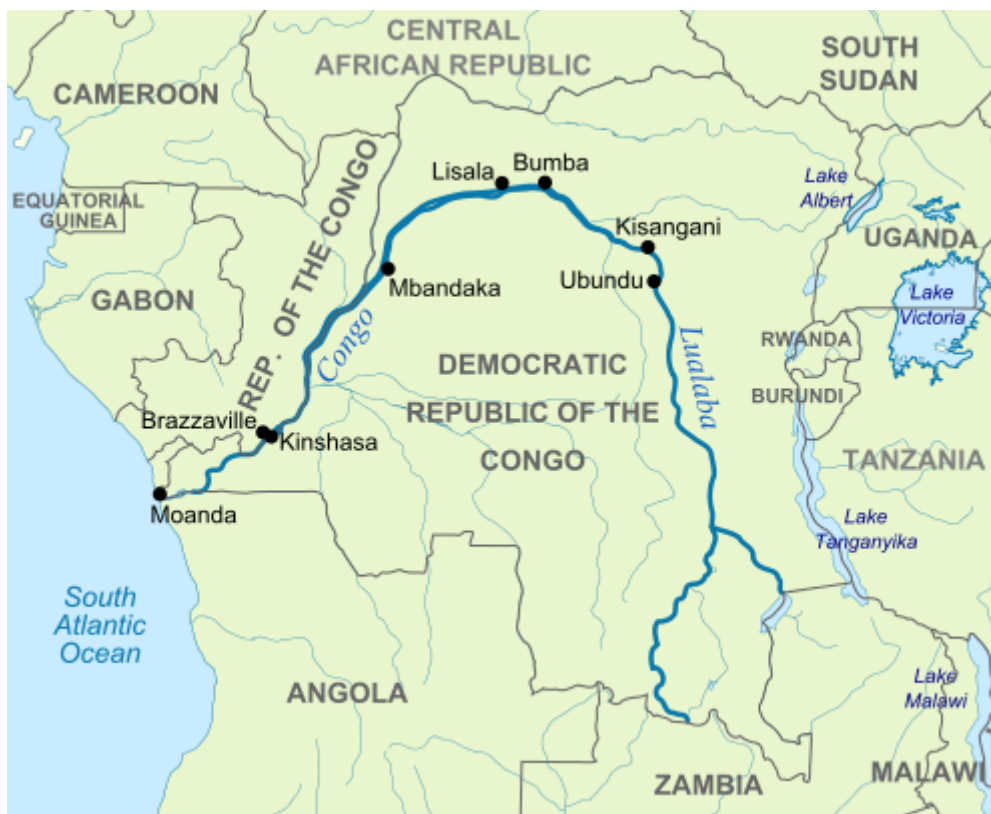 CENTRAL
AFRICAN REPUBLIC
SOUTH
SUDAN
CAMEROON
Lisala
Bumba
Lake
Albert
EQUATORIAL
GUINEA
REP. OF THE CONGO
Kisangani
UGANDA
Ubundu
Mbandaka
GABON
Lake
Victoria
Congo
Lualaba
RWANDA
DEMOCRATIC
REPUBLIC OF THE
CONGO
BURUNDI
Brazzaville
Kinshasa
TANZANIA
Moanda
Lake
Tanganyika
South
Atlantic
Ocean
ANGOLA
Lake
Malawi
ZAMBIA
MALAWI